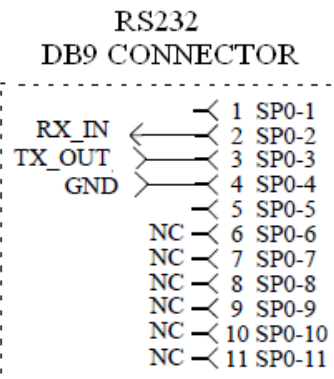 RS232
DB9 CONNECTOR
1 SP0-1
RX_IN 2 SP0-2
TX_OUT 3 SP0-3
GND 4 SP0-4
5 SP0-5
NC 6 SP0-6
NC 7 SP0-7
NC 8 SP0-8
NC 9 SP0-9
NC 10 SP0-10
NC 11 SP0-11